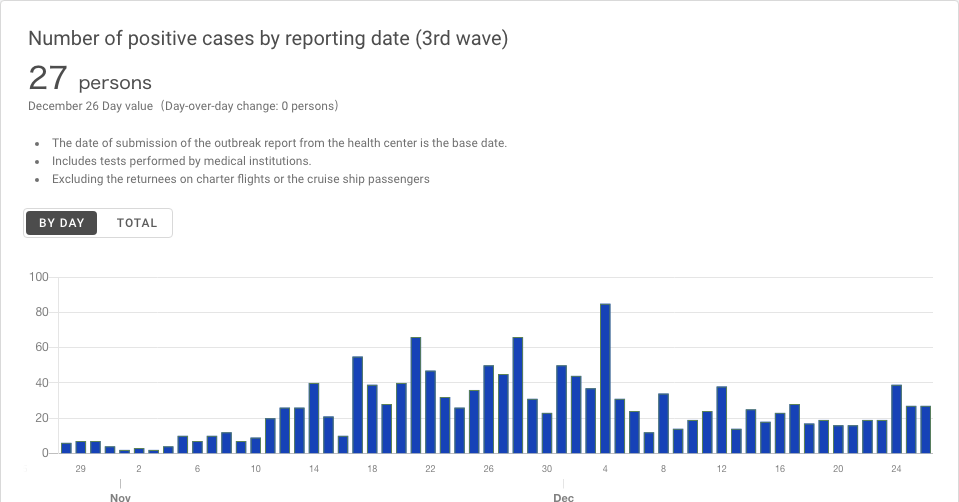 Number of positive cases by reporting date (3rd wave)
27 persons
December 26 Day value (Day-over-day change: 0 persons)
• The date of submission of the outbreak report from the health center is the base date.
• Includes tests performed by medical institutions.
• Excluding the returnees on charter flights or the cruise ship passengers
BY DAY TOTAL
100
80
60
40
20
0
29 2 6 10 14 18 22 26 30 4 8 12 16 20 24
Nov Dec